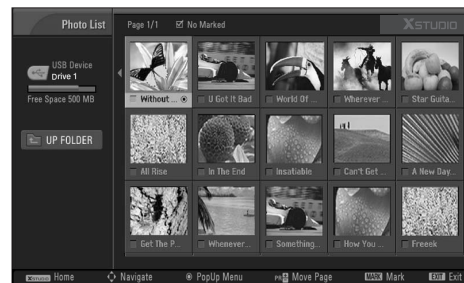 Photo List
Page 1/1 No Marked
XSTUDIO
USB Device
Drive 1
Free Space 500 MB
UP FOLDER
Without ...
U Got It Bad
World Of ...
Wherever ...
Star Guita...
All Rise
In The End
Insatiable
Can't Get ...
A New Day...
Get The P...
Whenever...
Something...
How You ...
Freeek
XSTUDIO Home Navigate PopUp Menu Move Page MARK Mark EXIT Exit